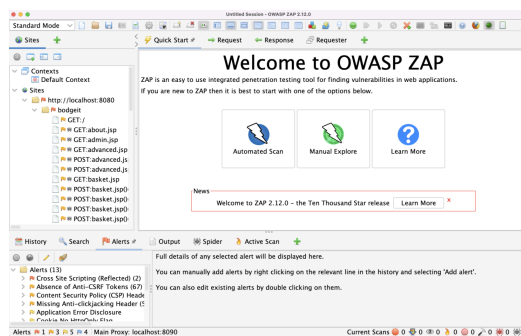 Untitled Session - OWASP ZAP 2.12.0
Standard Mode
Sites
Quick Start
Request
Response
Requester
Contexts
Default Context
Sites
http://localhost:8080
bodgeit
GET:/
GET:about.jsp
GET:admin.jsp
GET:advanced.jsp
POST:advanced.js
GET:basket.jsp
POST:basket.jsp()
POST:basket.jsp()
POST:basket.jsp()
Welcome to OWASP ZAP
ZAP is an easy to use integrated penetration testing tool for finding vulnerabilities in web applications.
If you are new to ZAP then it is best to start with one of the options below.
Automated Scan
Manual Explore
Learn More
News
Welcome to ZAP 2.12.0 - the Ten Thousand Star release
Learn More
x
History
Search
Alerts
Output
Spider
Active Scan
Alerts (13)
Cross Site Scripting (Reflected) (2)
Absence of Anti-CSRF Tokens (67)
Content Security Policy (CSP) Heade
Missing Anti-clickjacking Header (5
Application Error Disclosure
Cookie No HttpOnly Flag
Full details of any selected alert will be displayed here.
You can manually add alerts by right clicking on the relevant line in the history and selecting 'Add alert'.
You can also edit existing alerts by double clicking on them.
Alerts 1 3 5 4 Main Proxy: localhost:8090
Current Scans 0 0 0 0 0 0 0 0